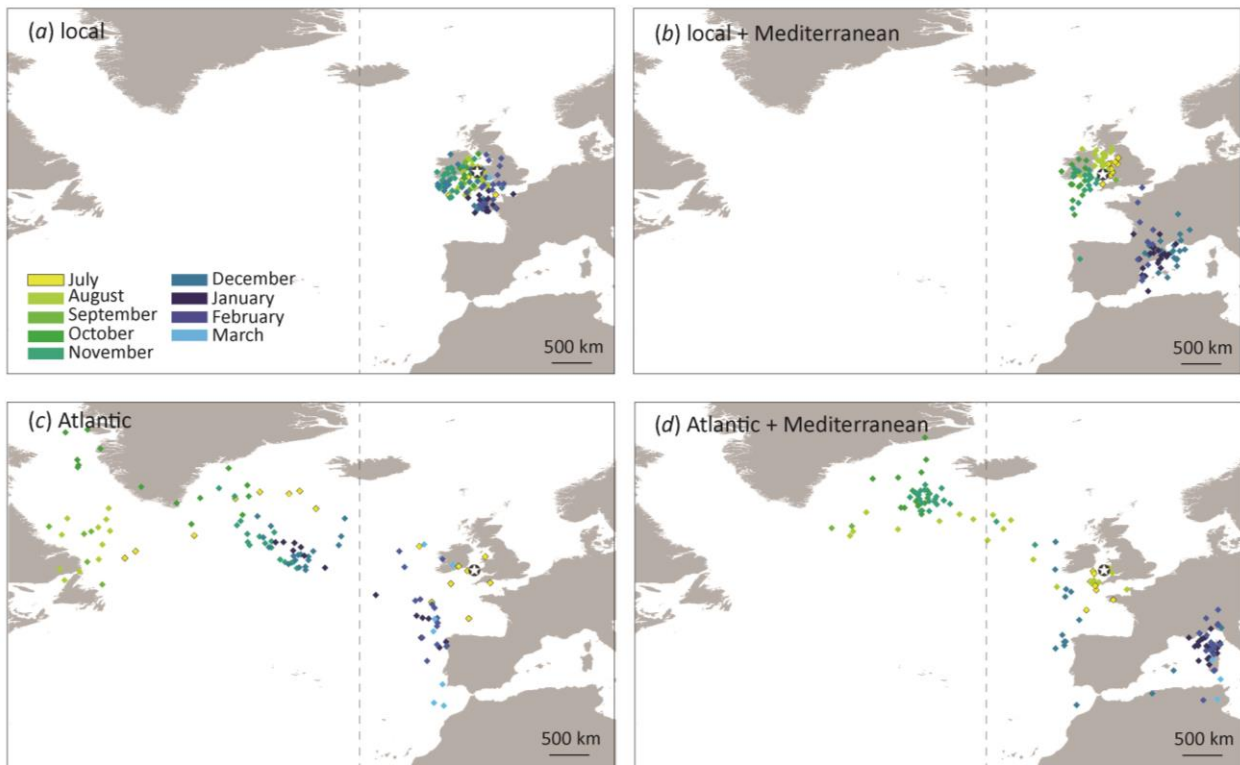 (a) local
(b) local + Mediterranean
July
August
September
October
November
December
January
February
March
500 km
500 km
(c) Atlantic
(d) Atlantic + Mediterranean
500 km
500 km